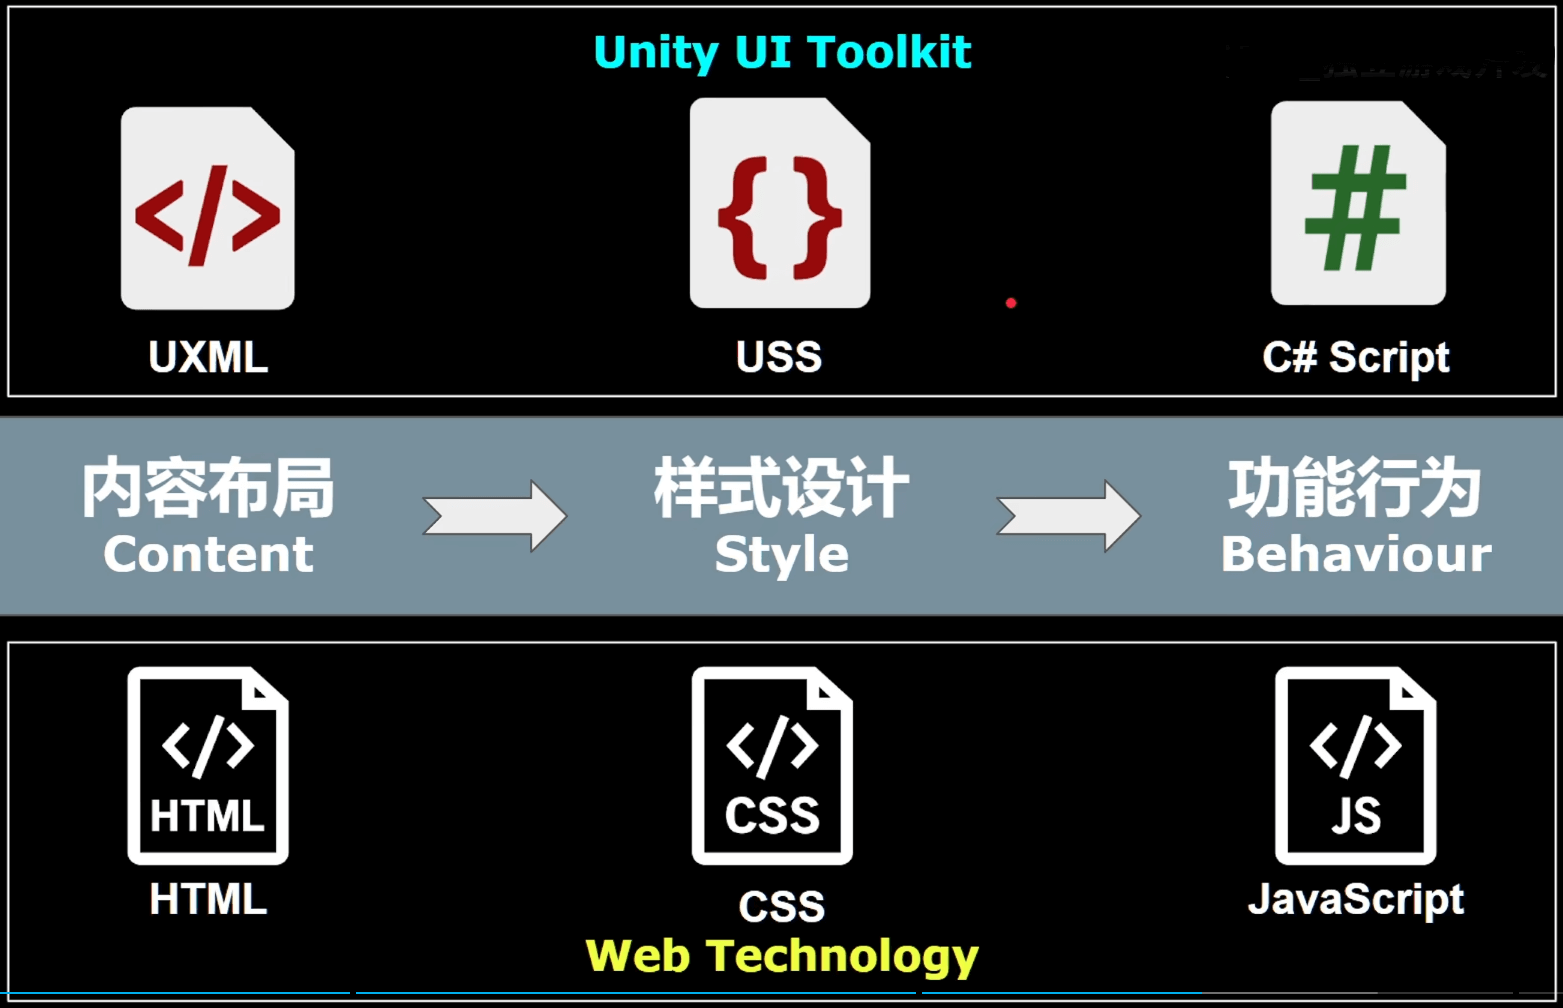 Unity UI Toolkit
</>
{ }
#
UXML
USS
C# Script
内容布局
样式设计
功能行为
Content
Style
Behaviour
</>
</>
</>
HTML
CSS
JS
HTML
CSS
JavaScript
Web Technology